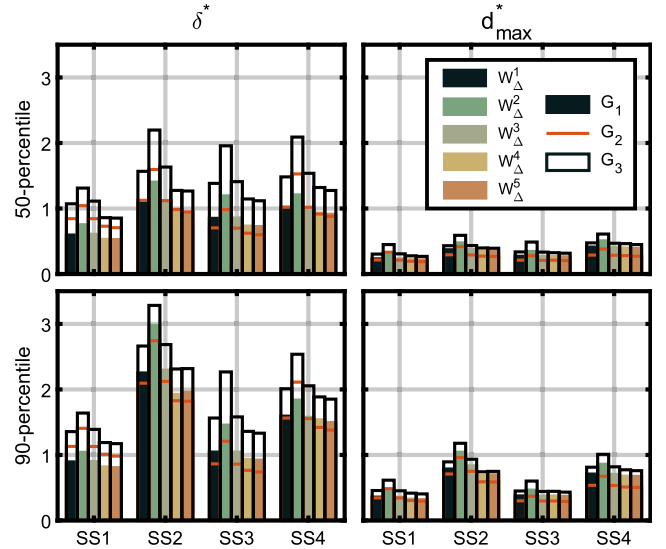 δ* d*max
50-percentile
3
2
1
0
W¹Δ
W²Δ G₁
W³Δ G₂
W⁴Δ G₃
W⁵Δ
90-percentile
3
2
1
0
SS1 SS2 SS3 SS4 SS1 SS2 SS3 SS4